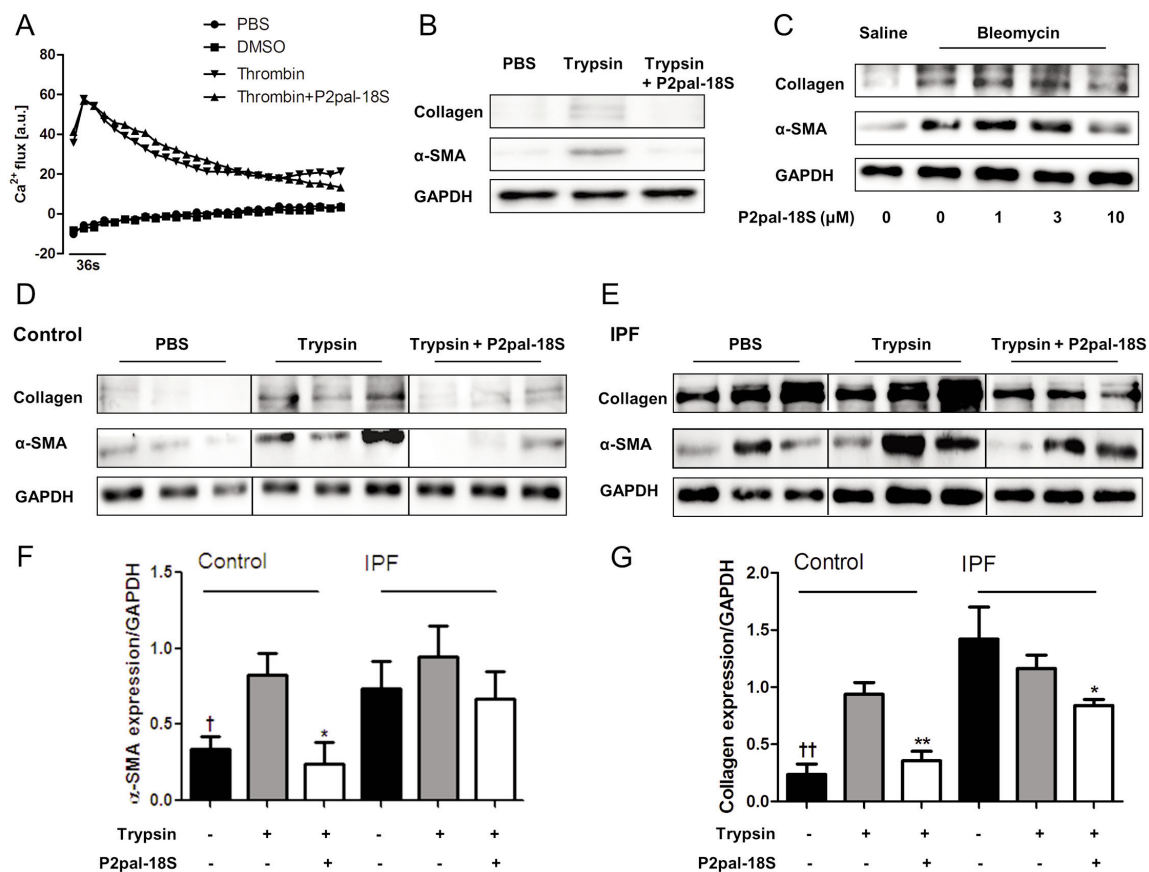 A
PBS
DMSO
Thrombin
Thrombin+P2pal-18S
Ca2+ flux [a.u.]
80
60
40
20
0
-20
36s
B
PBS Trypsin Trypsin + P2pal-18S
Collagen
α-SMA
GAPDH
C
Saline Bleomycin
Collagen
α-SMA
GAPDH
P2pal-18S (µM) 0 0 1 3 10
D
Control
PBS Trypsin Trypsin + P2pal-18S
Collagen
α-SMA
GAPDH
E
IPF
PBS Trypsin Trypsin + P2pal-18S
Collagen
α-SMA
GAPDH
F
Control IPF
α-SMA expression/GAPDH
1.5
1.0
0.5
0.0
† *
Trypsin - + + - + +
P2pal-18S - - + - - +
G
Control IPF
Collagen expression/GAPDH
2.0
1.5
1.0
0.5
0.0
†† ** *
Trypsin - + + - + +
P2pal-18S - - + - - +